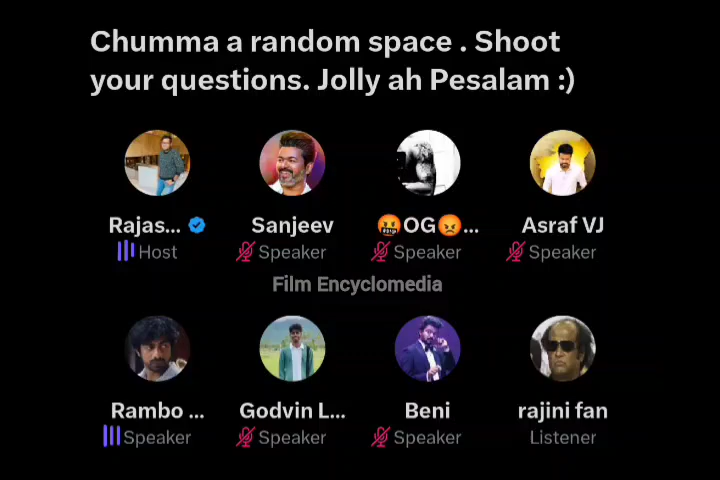 Chumma a random space . Shoot
your questions. Jolly ah Pesalam :)
Rajas... Sanjeev 🤬OG😡... Asraf VJ
Host Speaker Speaker Speaker
Film Encyclomedia
Rambo ... Godvin L... Beni rajini fan
Speaker Speaker Speaker Listener